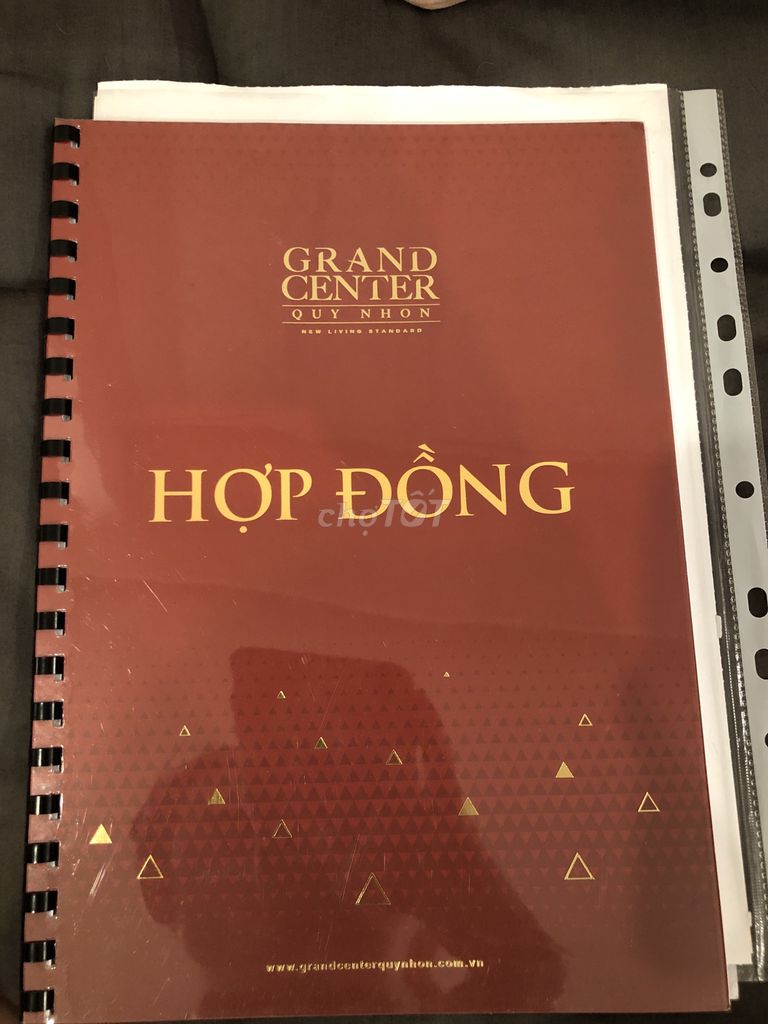 GRAND
CENTER
QUY NHON
NEW LIVING STANDARD
HỢP ĐỒNG
chợTỐT
www.grandcenterquynhon.com.vn